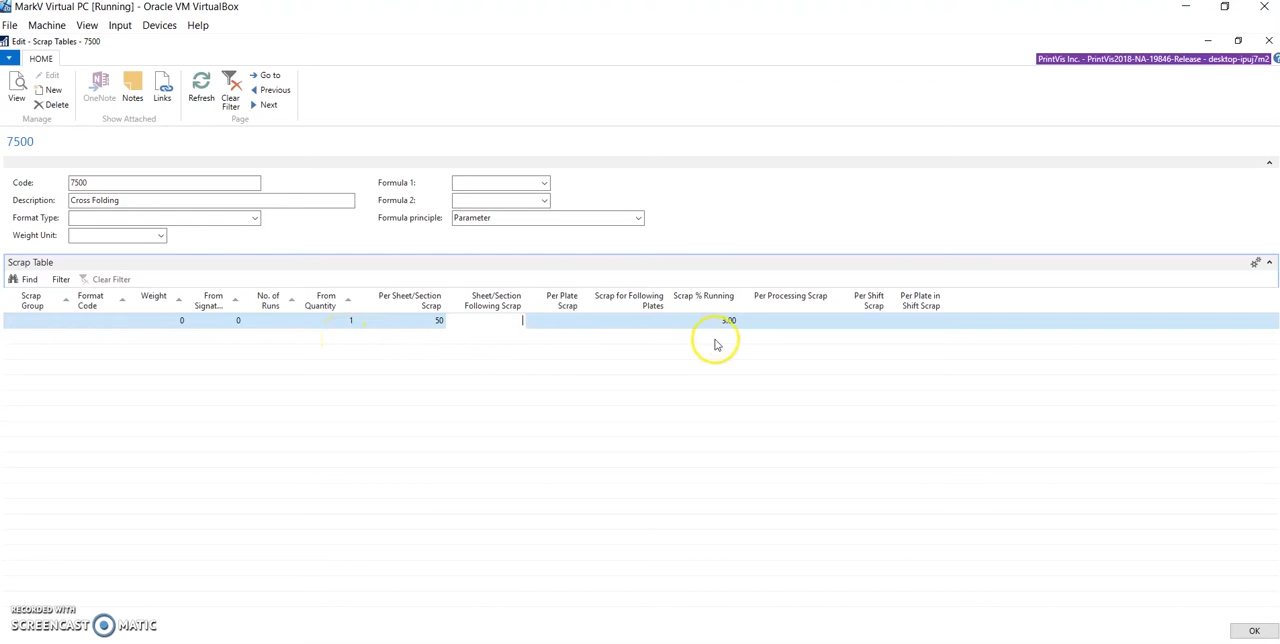 MarkV Virtual PC [Running] - Oracle VM VirtualBox
File Machine View Input Devices Help
Edit - Scrap Tables - 7500
HOME
PrintVis Inc. - PrintVis2018-NA-19846-Release - desktop-ipuj7m2
View
Edit
New
Delete
Manage
OneNote
Notes
Links
Show Attached
Refresh
Clear
Filter
Go to
Previous
Next
Page
7500
Code: 7500
Description: Cross Folding
Format Type:
Weight Unit:
Formula 1:
Formula 2:
Formula principle: Parameter
Scrap Table
Find Filter Clear Filter
Scrap Format Weight From No. of From Per Sheet/Section Sheet/Section Per Plate Scrap for Following Scrap % Running Per Processing Scrap Per Shift Per Plate in
Group Code Signat... Runs Quantity Scrap Following Scrap Scrap Plates Scrap Shift Scrap
0 0 1 50 3.00
RECORDED WITH
SCREENCAST MATIC
OK